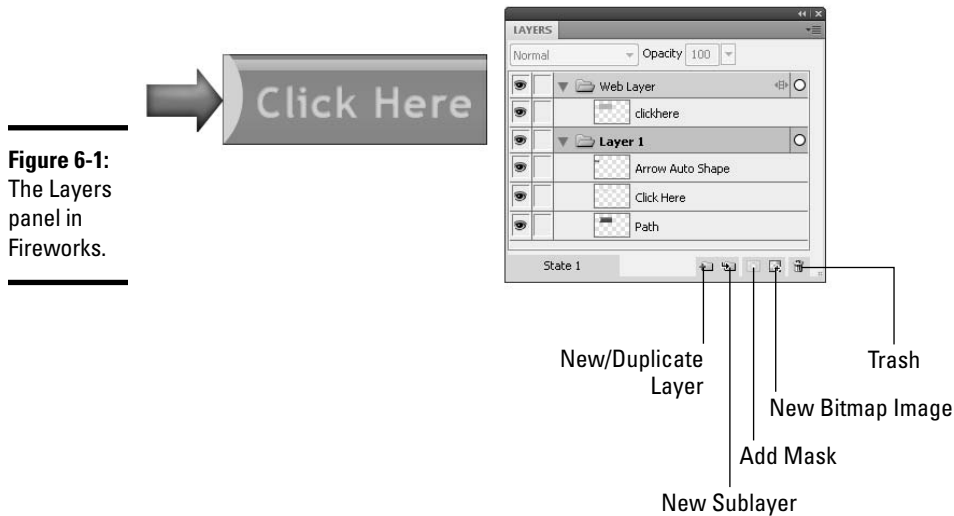 Click Here
Figure 6-1:
The Layers
panel in
Fireworks.
LAYERS
Normal Opacity 100
Web Layer
clickhere
Layer 1
Arrow Auto Shape
Click Here
Path
State 1
New/Duplicate
Layer
Trash
New Bitmap Image
Add Mask
New Sublayer